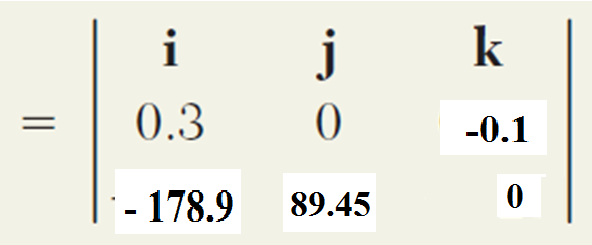 i j k
= 0.3 0 -0.1
- 178.9 89.45 0